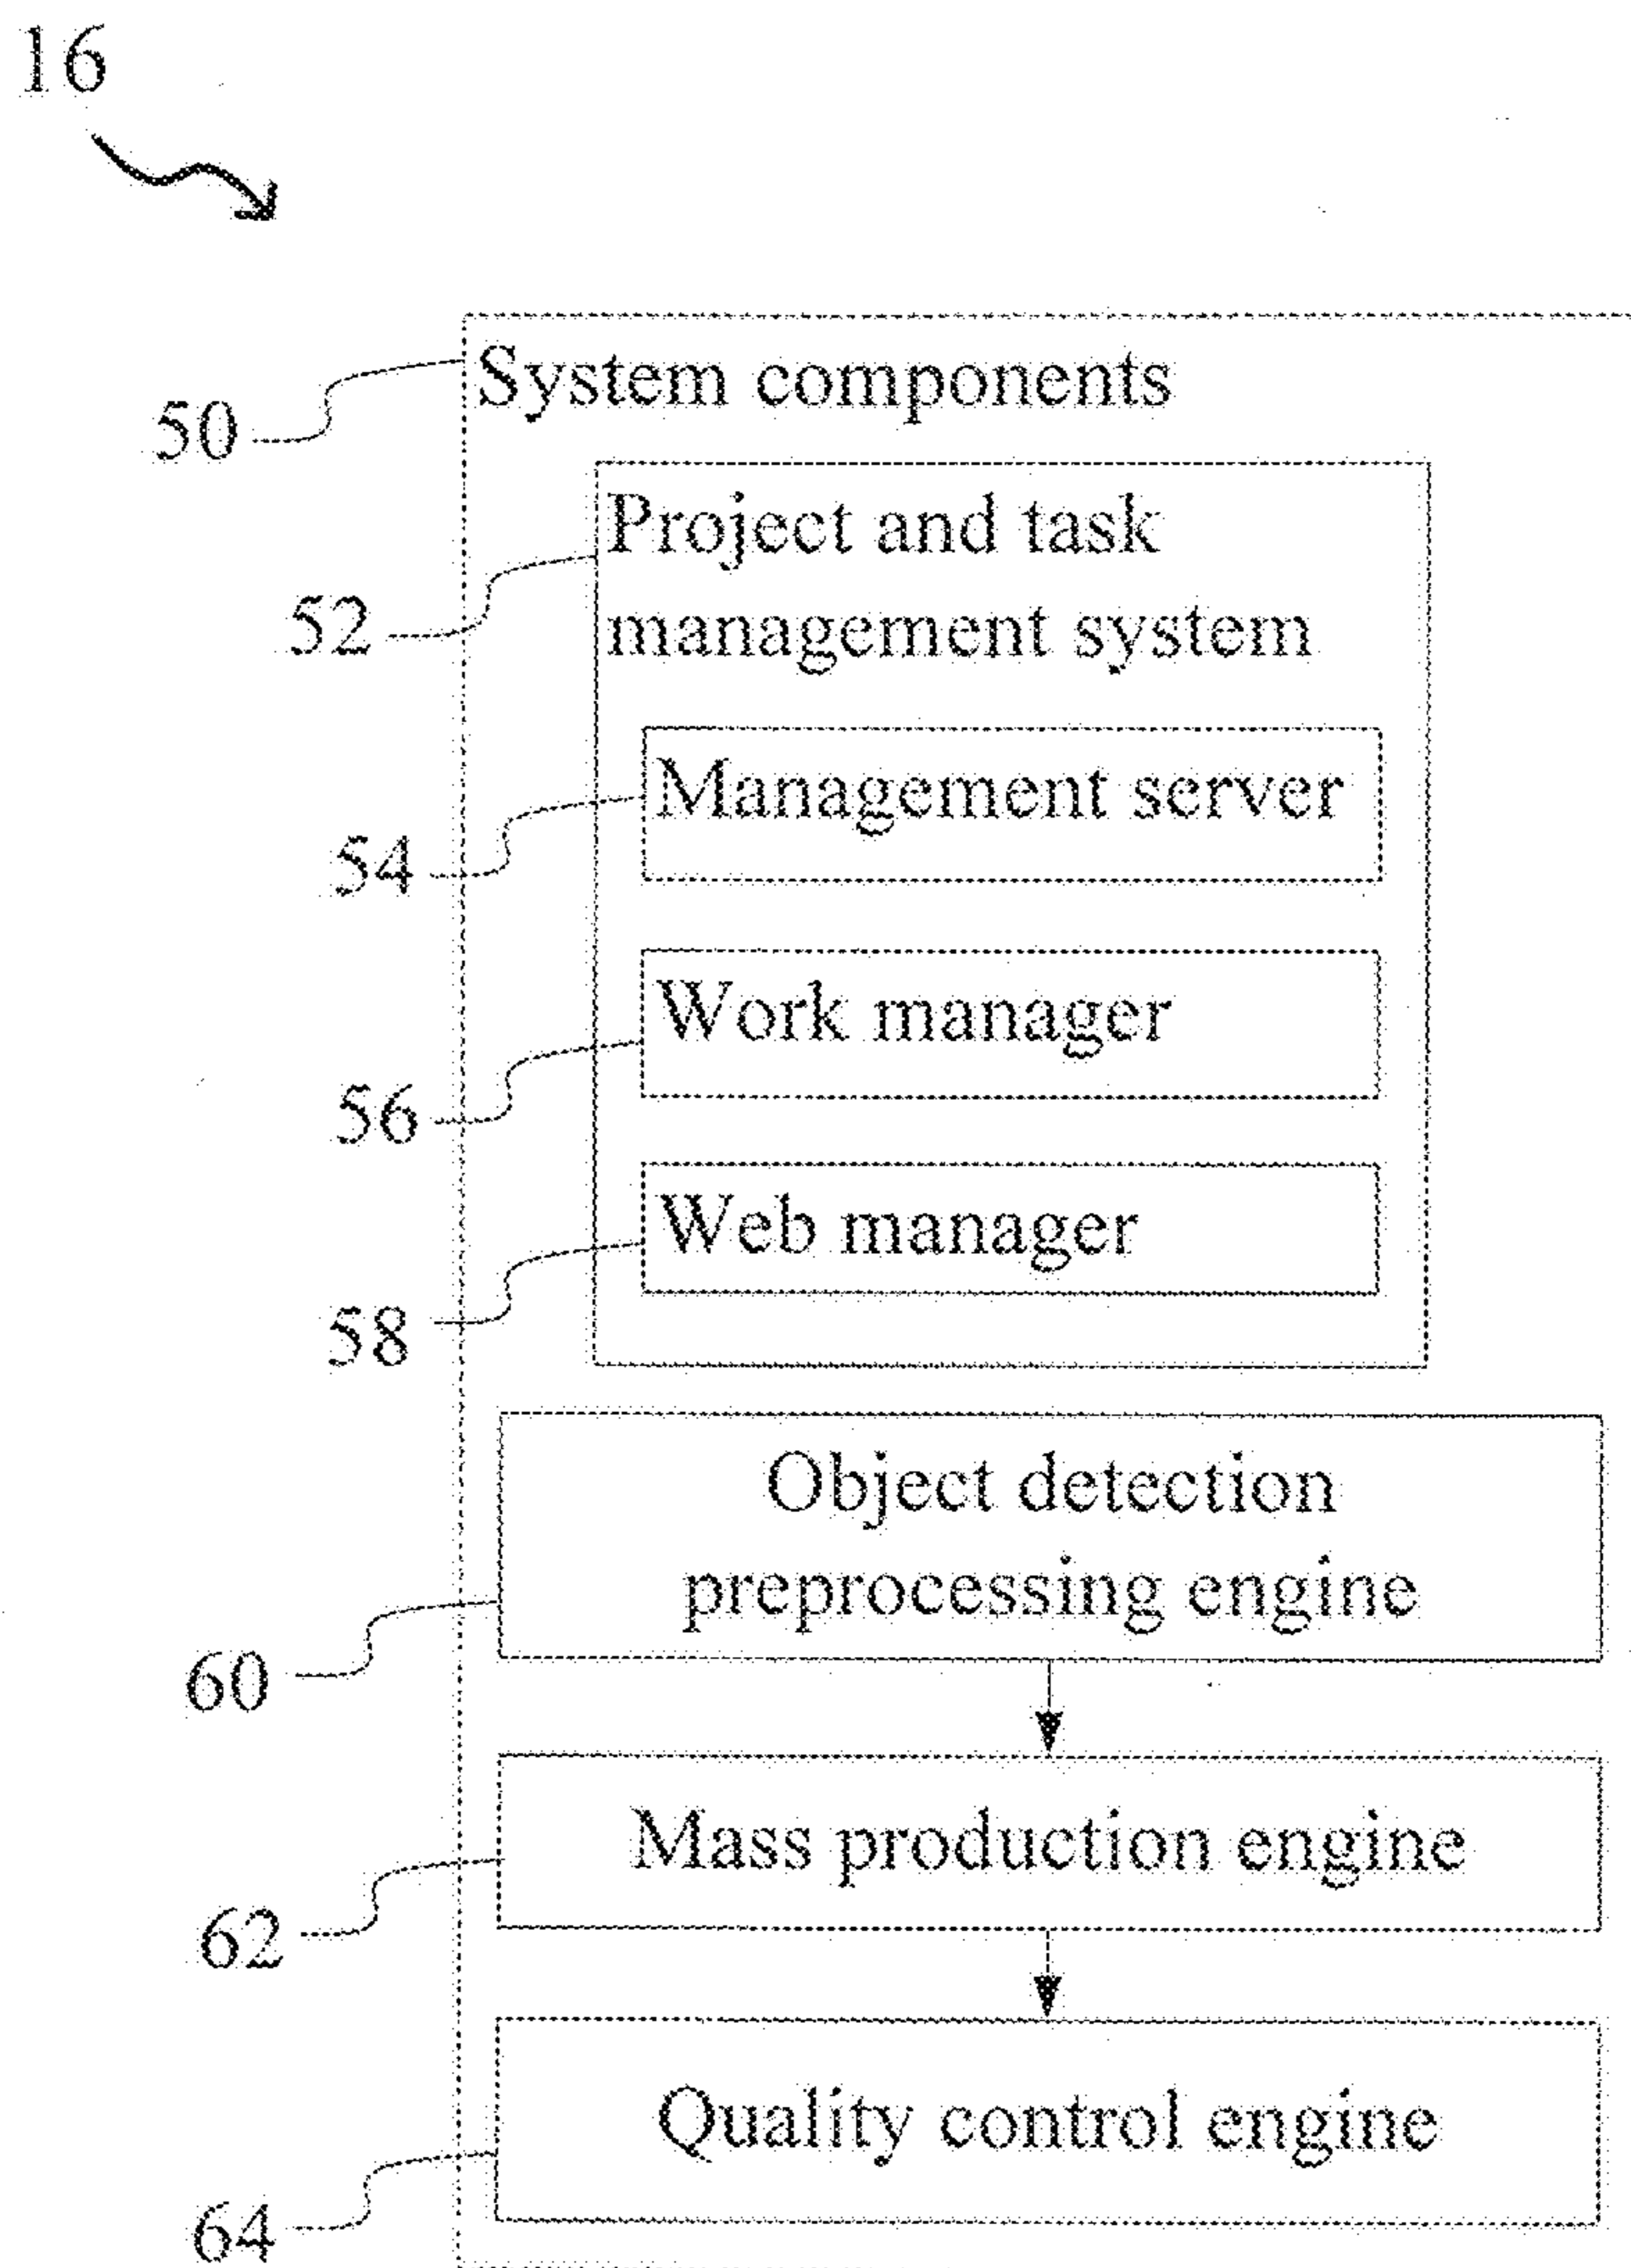 16
50
System components
52
Project and task
management system
54
Management server
56
Work manager
58
Web manager
60
Object detection
preprocessing engine
62
Mass production engine
64
Quality control engine